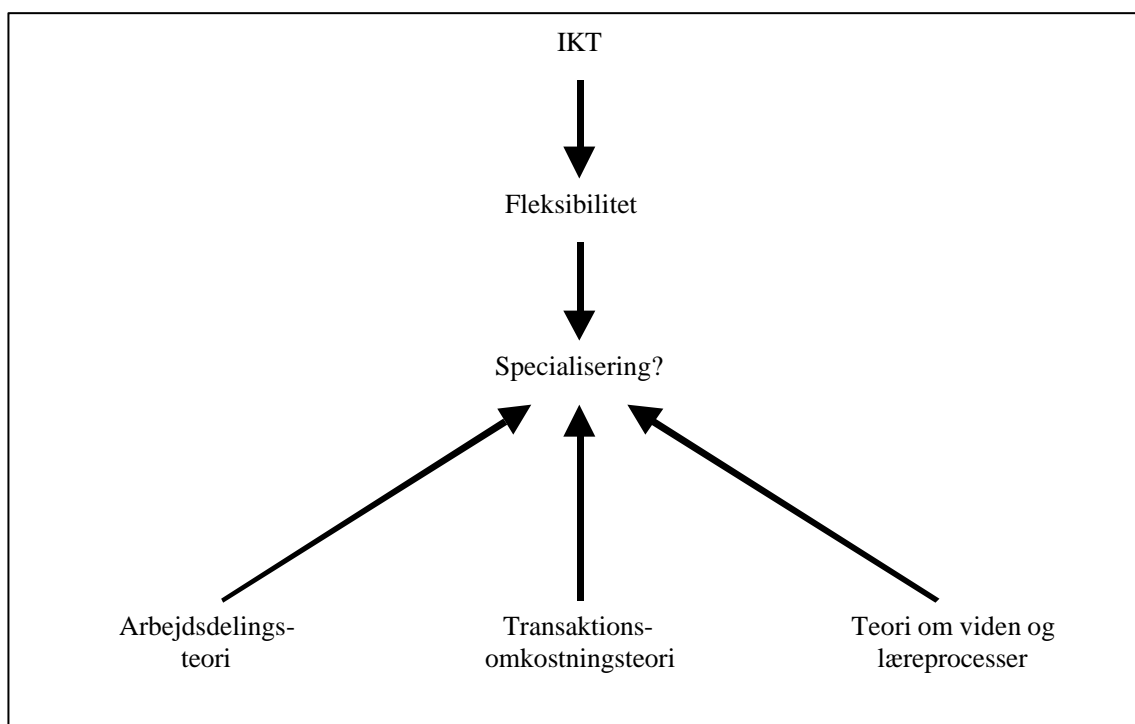 IKT
Fleksibilitet
Specialisering?
Arbejdsdelings-
teori
Transaktions-
omkostningsteori
Teori om viden og
læreprocesser